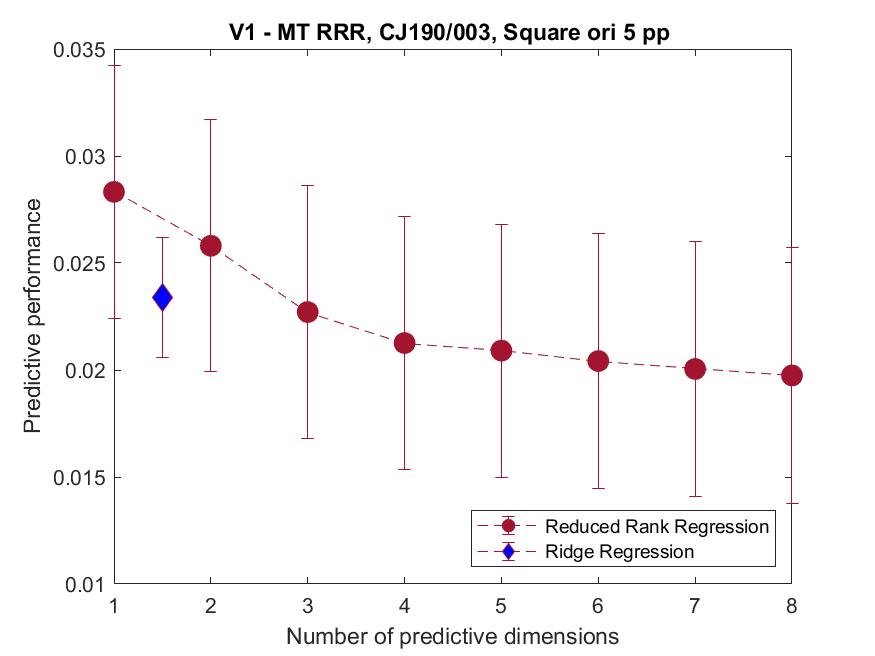 V1 - MT RRR, CJ190/003, Square ori 5 pp
0.035
0.03
0.025
0.02
0.015
0.01
Predictive performance
1 2 3 4 5 6 7 8
Number of predictive dimensions
Reduced Rank Regression
Ridge Regression